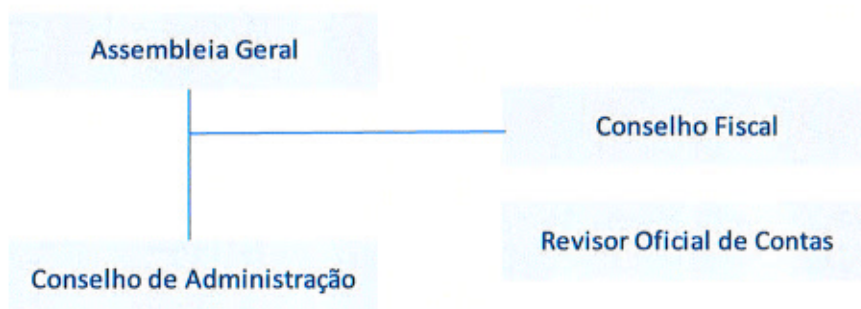 Assembleia Geral
Conselho Fiscal
Revisor Oficial de Contas
Conselho de Administração